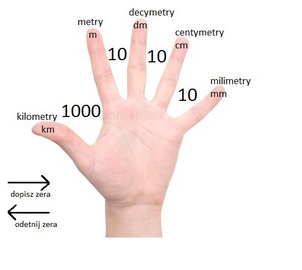 metry
m
decymetry
dm
centymetry
cm
milimetry
mm
kilometry
km
1000
10
10
10
dopisz zera
odetnij zera